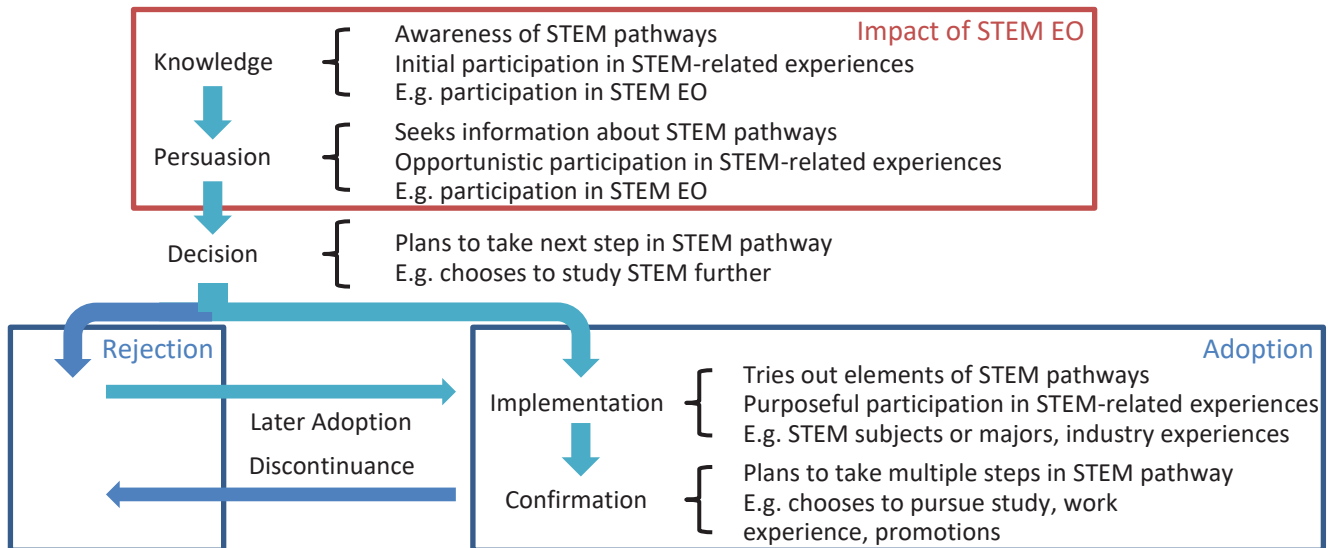 Impact of STEM EO
Knowledge
Awareness of STEM pathways
Initial participation in STEM-related experiences
E.g. participation in STEM EO
Persuasion
Seeks information about STEM pathways
Opportunistic participation in STEM-related experiences
E.g. participation in STEM EO
Decision
Plans to take next step in STEM pathway
E.g. chooses to study STEM further
Rejection
Later Adoption
Discontinuance
Adoption
Implementation
Tries out elements of STEM pathways
Purposeful participation in STEM-related experiences
E.g. STEM subjects or majors, industry experiences
Confirmation
Plans to take multiple steps in STEM pathway
E.g. chooses to pursue study, work
experience, promotions